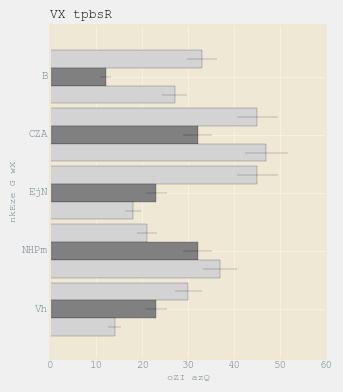 VX tpbsR
B
CZA
EjN
NHPm
Vh
nkEze G wX
0 10 20 30 40 50 60
oZI azQ